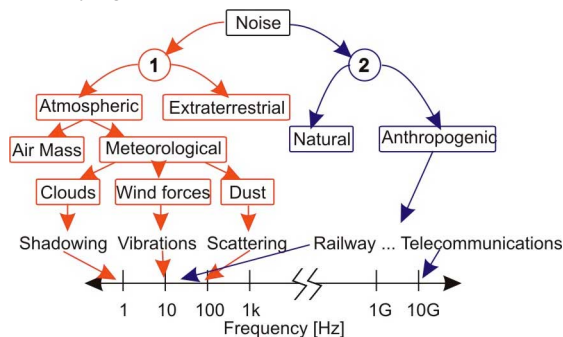 Noise
1 2
Atmospheric Extraterrestrial
Natural Anthropogenic
Air Mass Meteorological
Clouds Wind forces Dust
Shadowing Vibrations Scattering Railway ... Telecommunications
1 10 100 1k 1G 10G
Frequency [Hz]